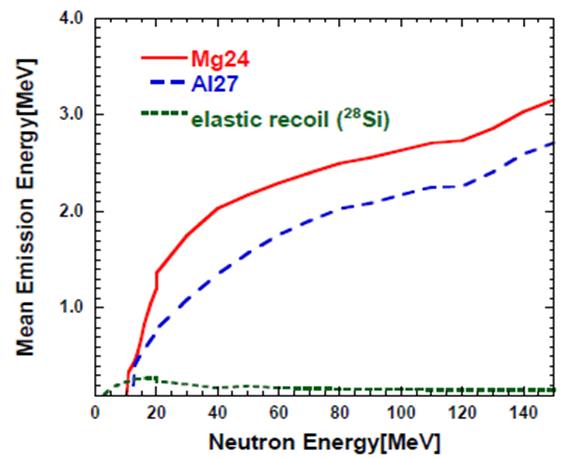 4.0
3.0
2.0
1.0
Mean Emission Energy[MeV]
Mg24
Al27
elastic recoil (²⁸Si)
0 20 40 60 80 100 120 140
Neutron Energy[MeV]